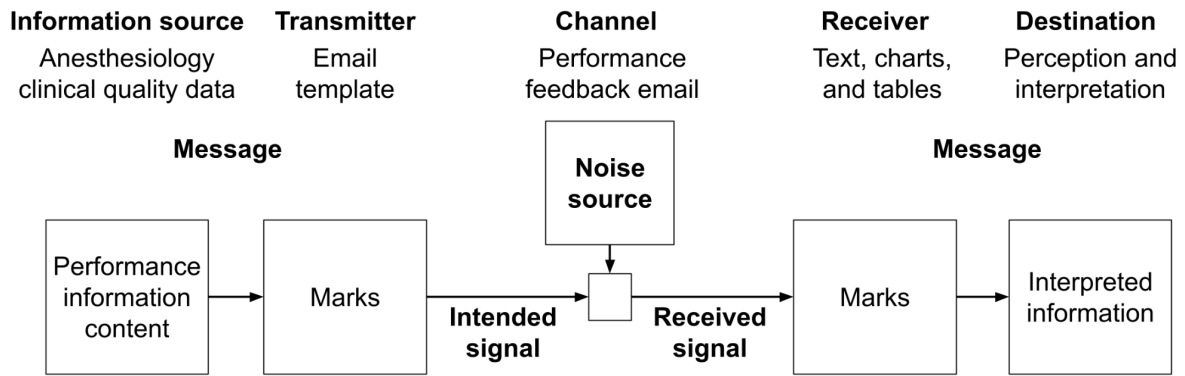 Information source
Anesthesiology
clinical quality data
Transmitter
Email
template
Channel
Performance
feedback email
Receiver
Text, charts,
and tables
Destination
Perception and
interpretation
Message
Message
Noise
source
Performance
information
content
Marks
Intended
signal
Received
signal
Marks
Interpreted
information